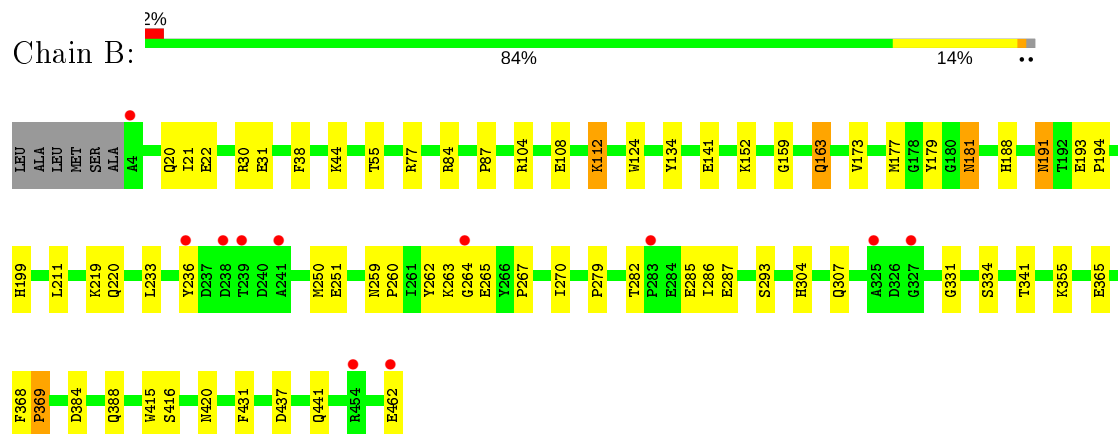 2%
Chain B:
84% 14% ••
LEU ALA LEU MET SER ALA A4 Q20 I21 E22 R30 E31 F38 K44 T55 R77 R84 P87 R104 E108 K112 W124 Y134 E141 K152 G159 Q163 V173 M177 G178 Y179 G180 N181 H188 N191 T192 E193 P194
H199 L211 K219 Q220 L233 Y236 D237 D238 T239 D240 A241 M250 E251 N259 P260 I261 Y262 K263 G264 E265 Y266 P267 I270 P279 T282 P283 E284 E285 I286 E287 S293 H304 Q307 A325 D326 G327 G331 S334 T341 K355 E365
F368 P369 D384 Q388 W415 S416 N420 F431 D437 Q441 R454 E462